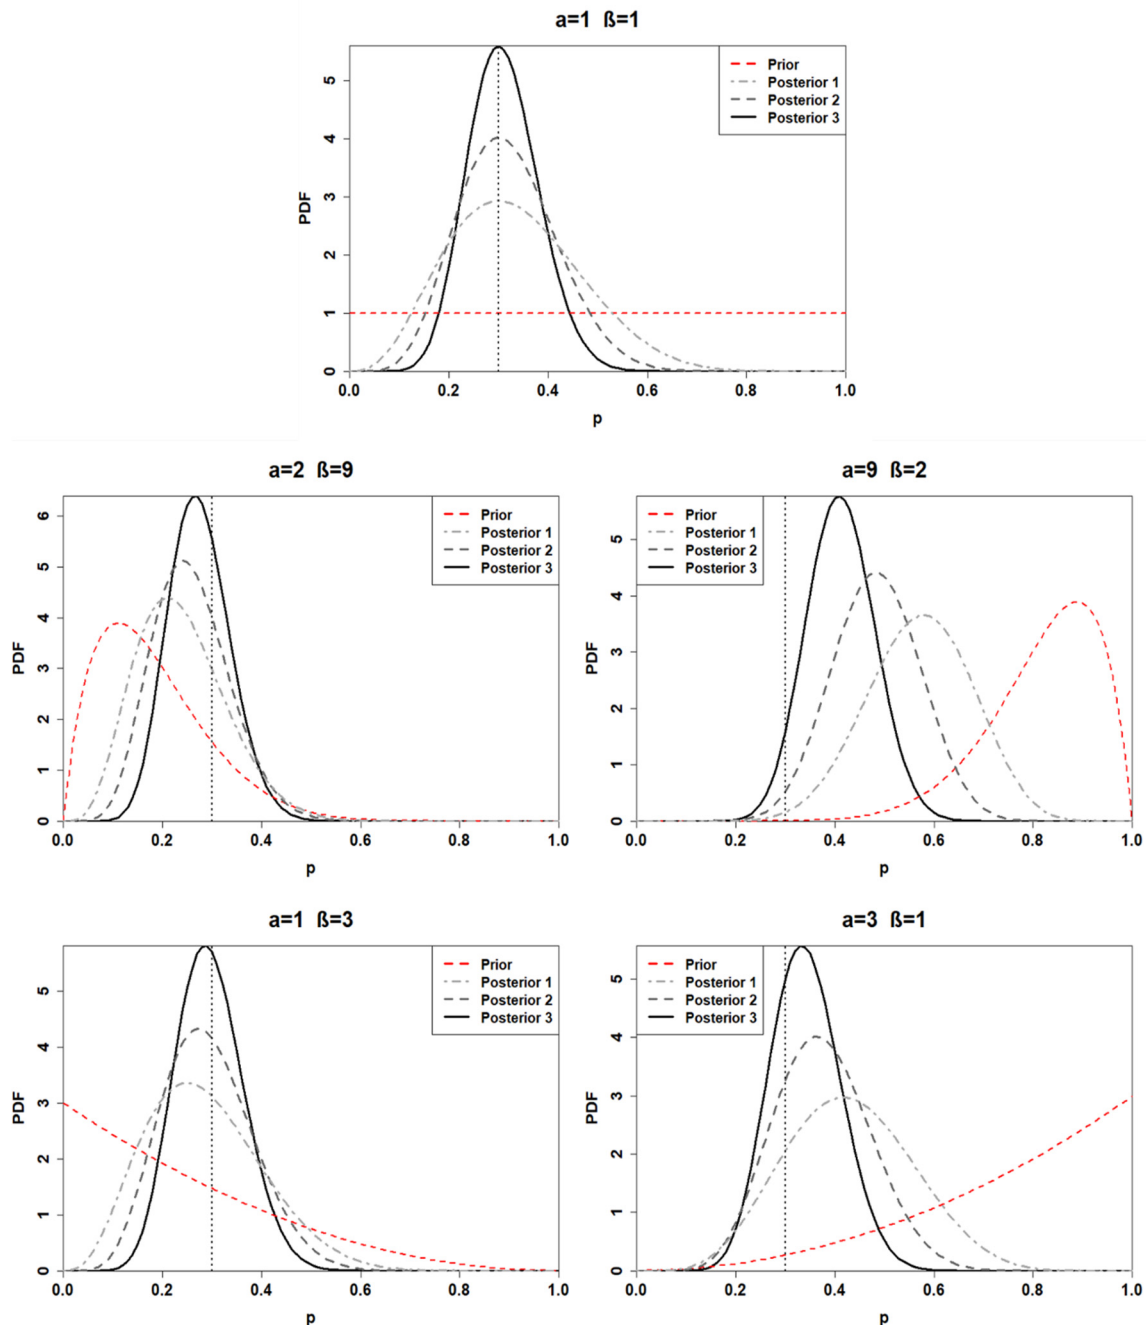 a=1 ß=1
Prior
Posterior 1
Posterior 2
Posterior 3
PDF
5
4
3
2
1
0
0.0 0.2 0.4 0.6 0.8 1.0
p
a=2 ß=9
Prior
Posterior 1
Posterior 2
Posterior 3
PDF
6
5
4
3
2
1
0
0.0 0.2 0.4 0.6 0.8 1.0
p
a=9 ß=2
Prior
Posterior 1
Posterior 2
Posterior 3
PDF
5
4
3
2
1
0
0.0 0.2 0.4 0.6 0.8 1.0
p
a=1 ß=3
Prior
Posterior 1
Posterior 2
Posterior 3
PDF
5
4
3
2
1
0
0.0 0.2 0.4 0.6 0.8 1.0
p
a=3 ß=1
Prior
Posterior 1
Posterior 2
Posterior 3
PDF
5
4
3
2
1
0
0.0 0.2 0.4 0.6 0.8 1.0
p